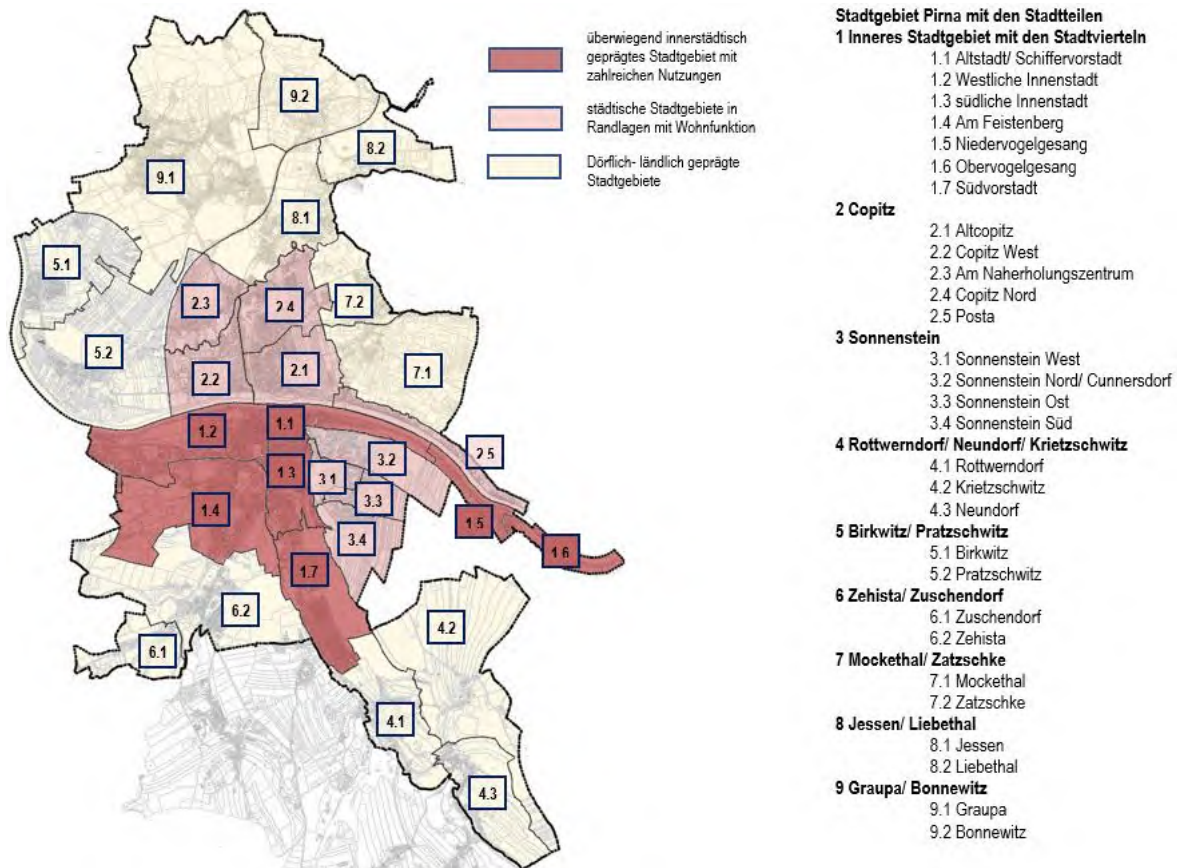 überwiegend innerstädtisch
geprägtes Stadtgebiet mit
zahlreichen Nutzungen
städtische Stadtgebiete in
Randlagen mit Wohnfunktion
Dörflich- ländlich geprägte
Stadtgebiete
9.2
8.2
9.1
8.1
5.1
2.3
2.4
7.2
5.2
2.2
2.1
7.1
1.1
1.2
2.5
3.2
1.3
3.1
3.3
1.4
1.5
3.4
1.6
1.7
6.2
4.2
6.1
4.1
4.3
Stadtgebiet Pirna mit den Stadtteilen
1 Inneres Stadtgebiet mit den Stadtvierteln
1.1 Altstadt/ Schiffervorstadt
1.2 Westliche Innenstadt
1.3 südliche Innenstadt
1.4 Am Feistenberg
1.5 Niedervogelgesang
1.6 Obervogelgesang
1.7 Südvorstadt
2 Copitz
2.1 Altcopitz
2.2 Copitz West
2.3 Am Naherholungszentrum
2.4 Copitz Nord
2.5 Posta
3 Sonnenstein
3.1 Sonnenstein West
3.2 Sonnenstein Nord/ Cunnersdorf
3.3 Sonnenstein Ost
3.4 Sonnenstein Süd
4 Rottwerndorf/ Neundorf/ Krietzschwitz
4.1 Rottwerndorf
4.2 Krietzschwitz
4.3 Neundorf
5 Birkwitz/ Pratzschwitz
5.1 Birkwitz
5.2 Pratzschwitz
6 Zehista/ Zuschendorf
6.1 Zuschendorf
6.2 Zehista
7 Mockethal/ Zatzschke
7.1 Mockethal
7.2 Zatzschke
8 Jessen/ Liebethal
8.1 Jessen
8.2 Liebethal
9 Graupa/ Bonnewitz
9.1 Graupa
9.2 Bonnewitz